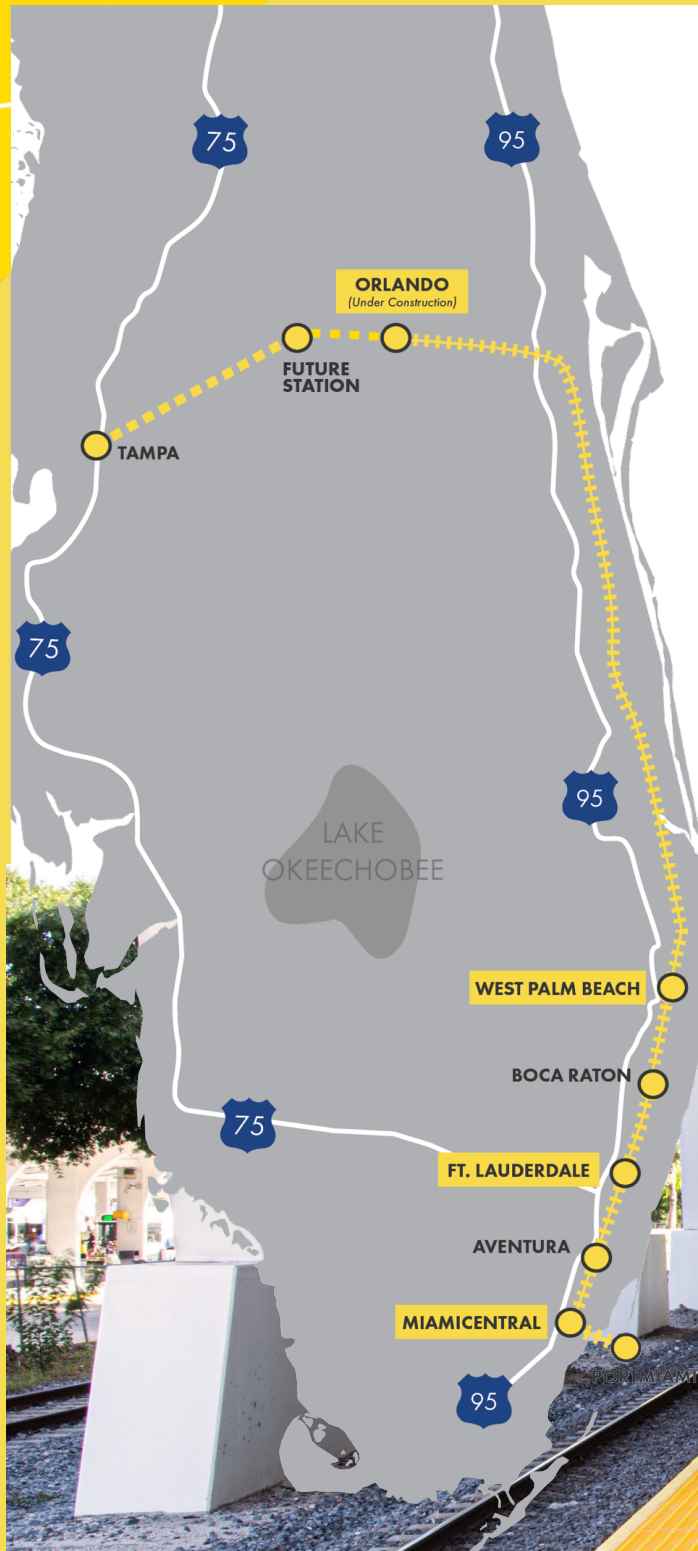 75
95
ORLANDO
(Under Construction)
FUTURE
STATION
TAMPA
75
95
LAKE
OKEECHOBEE
WEST PALM BEACH
BOCA RATON
75
FT. LAUDERDALE
AVENTURA
MIAMICENTRAL
PORTMIAMI
95